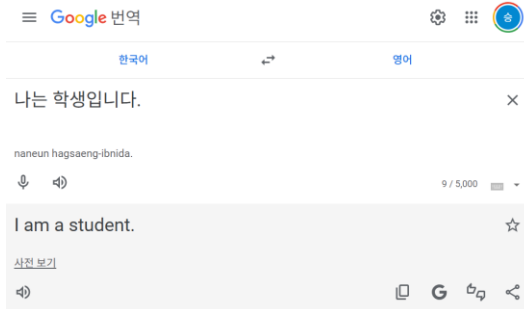 Google 번역
승
한국어
영어
나는 학생입니다.
naneun hagsaeng-ibnida.
9 / 5,000
I am a student.
사전 보기
G